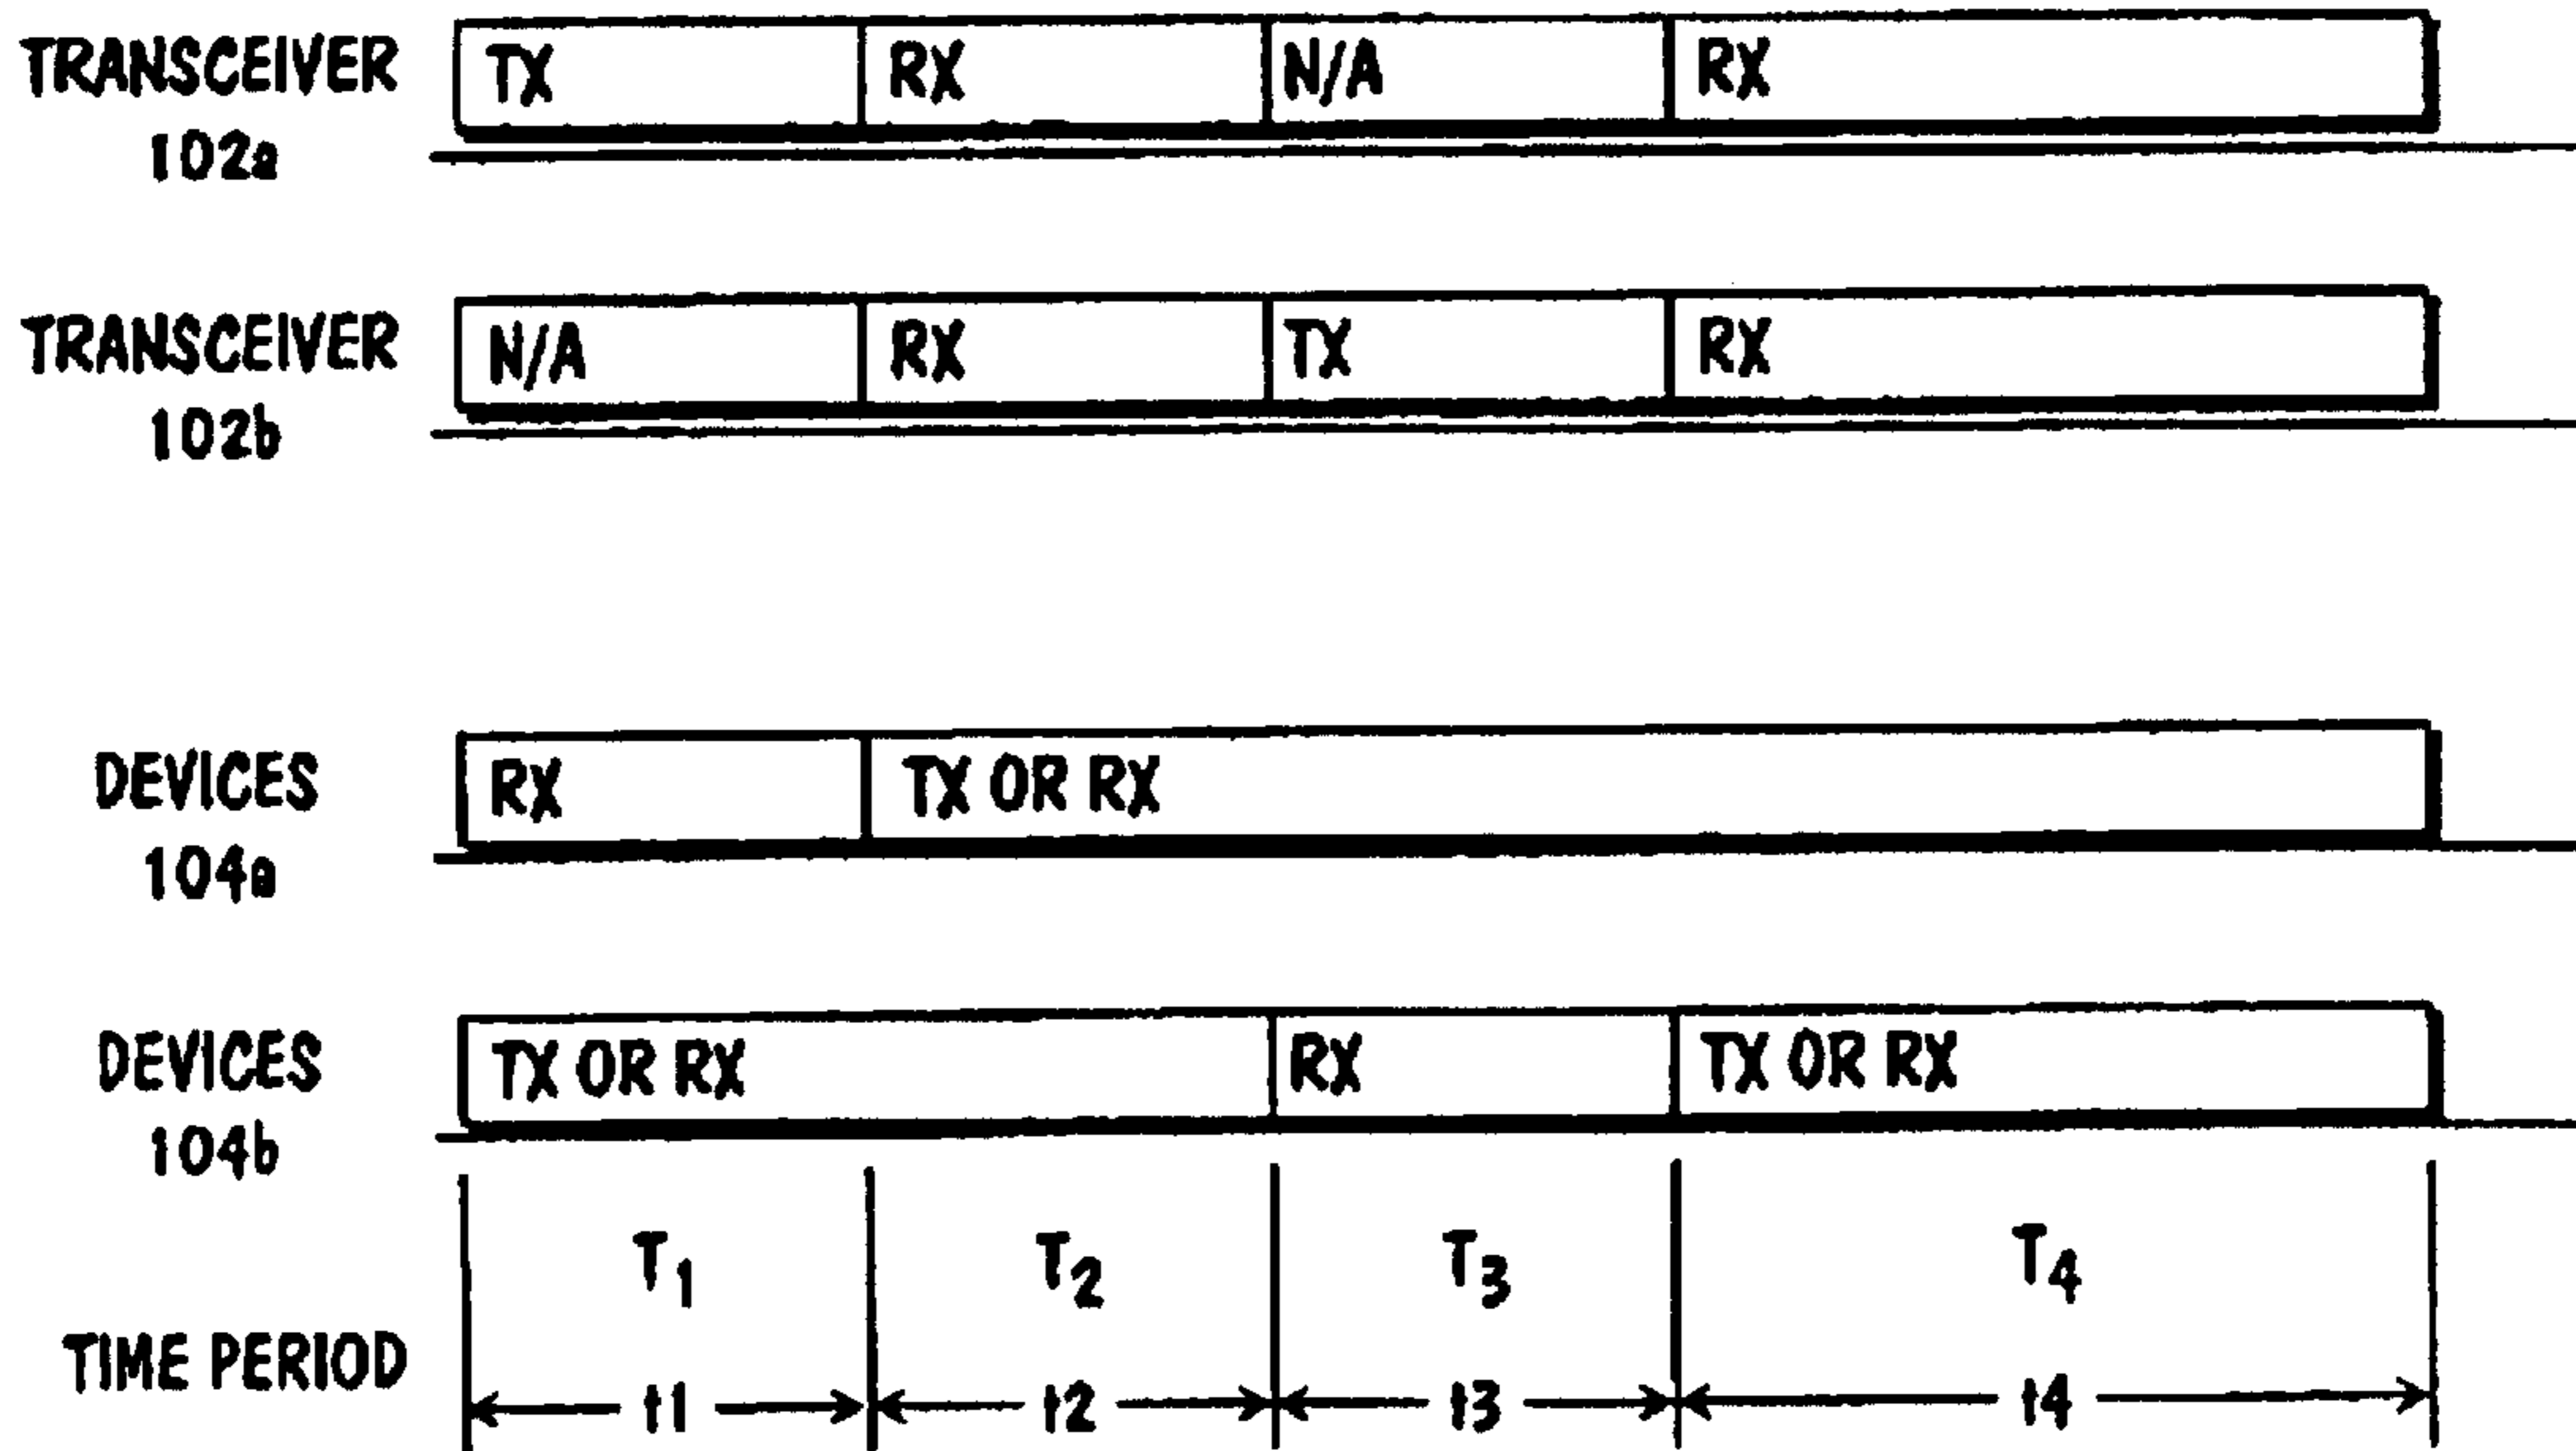 TRANSCEIVER 102a
TX RX N/A RX
TRANSCEIVER 102b
N/A RX TX RX
DEVICES 104a
RX TX OR RX
DEVICES 104b
TX OR RX RX TX OR RX
T1 T2 T3 T4
TIME PERIOD t1 t2 t3 t4